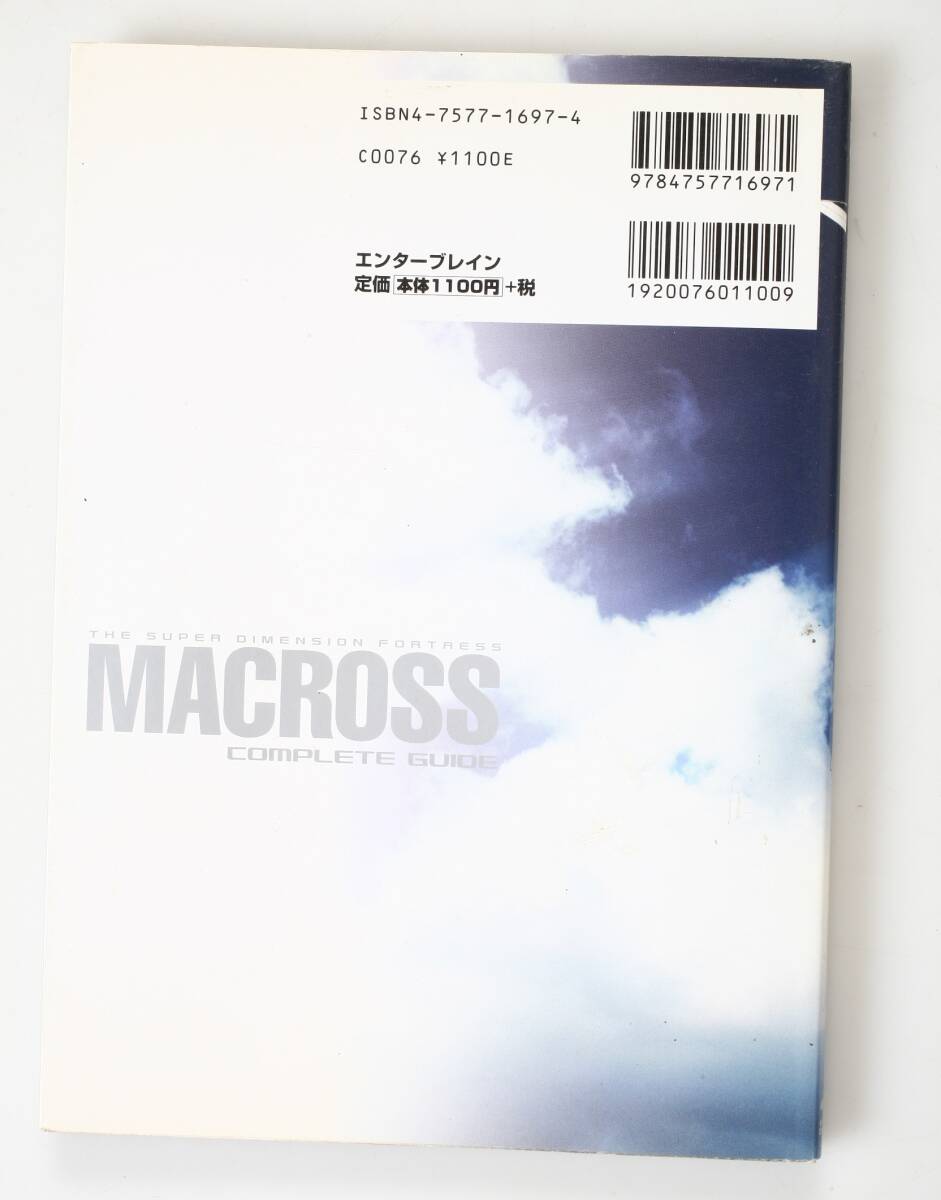 ISBN4-7577-1697-4
C0076 ¥1100E
9784757716971
エンターブレイン
定価 本体1100円 +税
1920076011009
THE SUPER DIMENSION FORTRESS
MACROSS
COMPLETE GUIDE